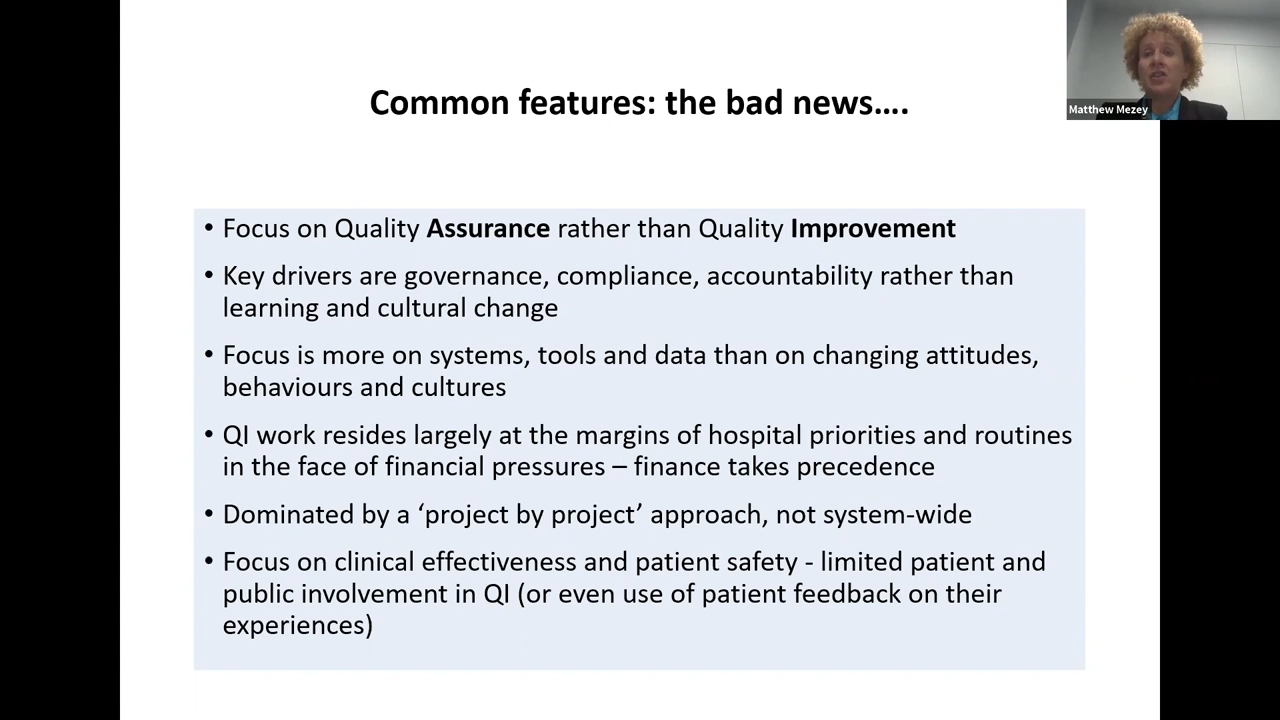 Common features: the bad news....
Matthew Mezey
• Focus on Quality Assurance rather than Quality Improvement
• Key drivers are governance, compliance, accountability rather than
learning and cultural change
• Focus is more on systems, tools and data than on changing attitudes,
behaviours and cultures
• QI work resides largely at the margins of hospital priorities and routines
in the face of financial pressures – finance takes precedence
• Dominated by a ‘project by project’ approach, not system-wide
• Focus on clinical effectiveness and patient safety - limited patient and
public involvement in QI (or even use of patient feedback on their
experiences)